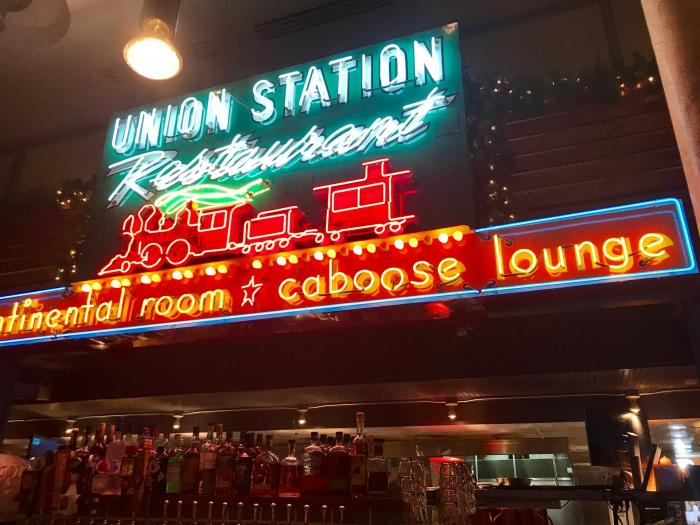 UNION STATION
Restaurant
ntinental room ☆ caboose lounge